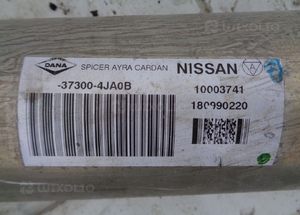 DANA
SPICER AYRA CARDAN
NISSAN
-37300-4JA0B
10003741
180990220